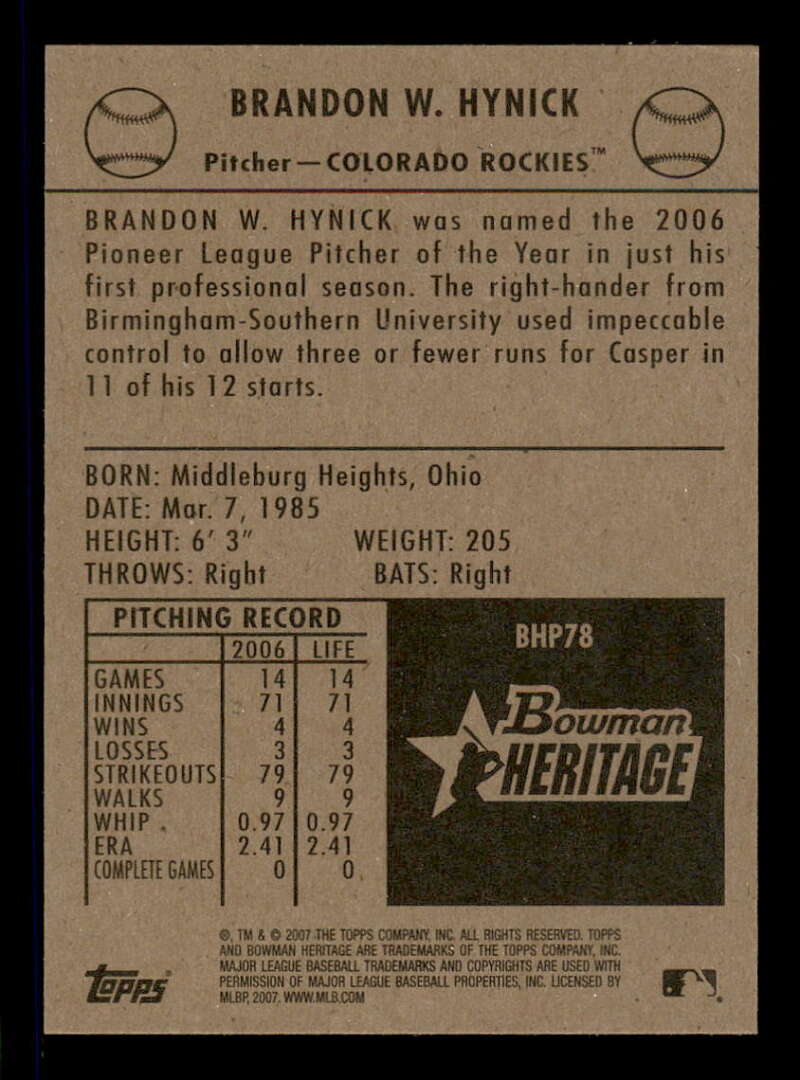 BRANDON W. HYNICK
Pitcher — COLORADO ROCKIES™
BRANDON W. HYNICK was named the 2006
Pioneer League Pitcher of the Year in just his
first professional season. The right-hander from
Birmingham-Southern University used impeccable
control to allow three or fewer runs for Casper in
11 of his 12 starts.
BORN: Middleburg Heights, Ohio
DATE: Mar. 7, 1985
HEIGHT: 6' 3" WEIGHT: 205
THROWS: Right BATS: Right
PITCHING RECORD
2006 LIFE
GAMES 14 14
INNINGS 71 71
WINS 4 4
LOSSES 3 3
STRIKEOUTS 79 79
WALKS 9 9
WHIP 0.97 0.97
ERA 2.41 2.41
COMPLETE GAMES 0 0
BHP78
Bowman
HERITAGE
®, TM & © 2007 THE TOPPS COMPANY, INC. ALL RIGHTS RESERVED. TOPPS
AND BOWMAN HERITAGE ARE TRADEMARKS OF THE TOPPS COMPANY, INC.
MAJOR LEAGUE BASEBALL TRADEMARKS AND COPYRIGHTS ARE USED WITH
PERMISSION OF MAJOR LEAGUE BASEBALL PROPERTIES, INC. LICENSED BY
MLBP, 2007. WWW.MLB.COM
Topps